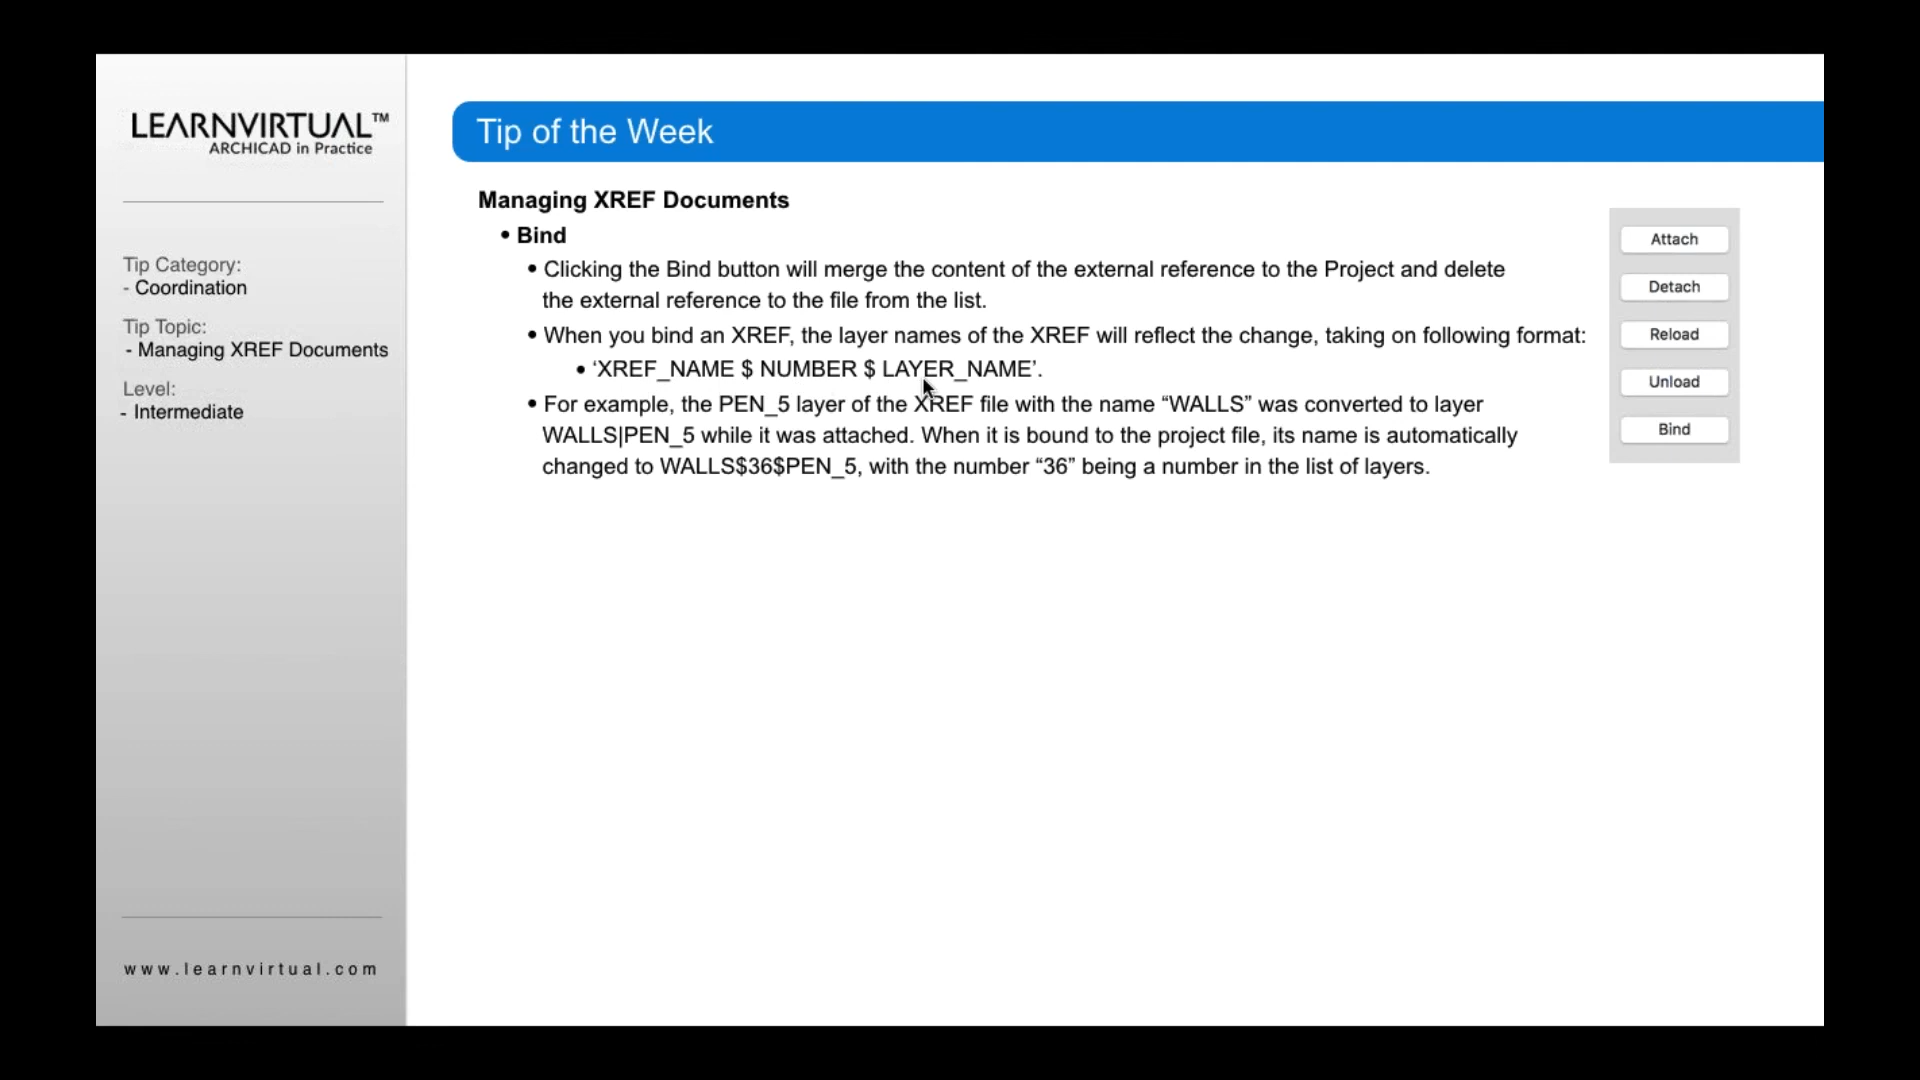 LEARNVIRTUAL™
ARCHICAD in Practice
Tip Category:
- Coordination
Tip Topic:
- Managing XREF Documents
Level:
- Intermediate
www.learnvirtual.com
Tip of the Week
Managing XREF Documents
• Bind
• Clicking the Bind button will merge the content of the external reference to the Project and delete
the external reference to the file from the list.
• When you bind an XREF, the layer names of the XREF will reflect the change, taking on following format:
• ‘XREF_NAME $ NUMBER $ LAYER_NAME’.
• For example, the PEN_5 layer of the XREF file with the name “WALLS” was converted to layer
WALLS|PEN_5 while it was attached. When it is bound to the project file, its name is automatically
changed to WALLS$36$PEN_5, with the number “36” being a number in the list of layers.
Attach
Detach
Reload
Unload
Bind